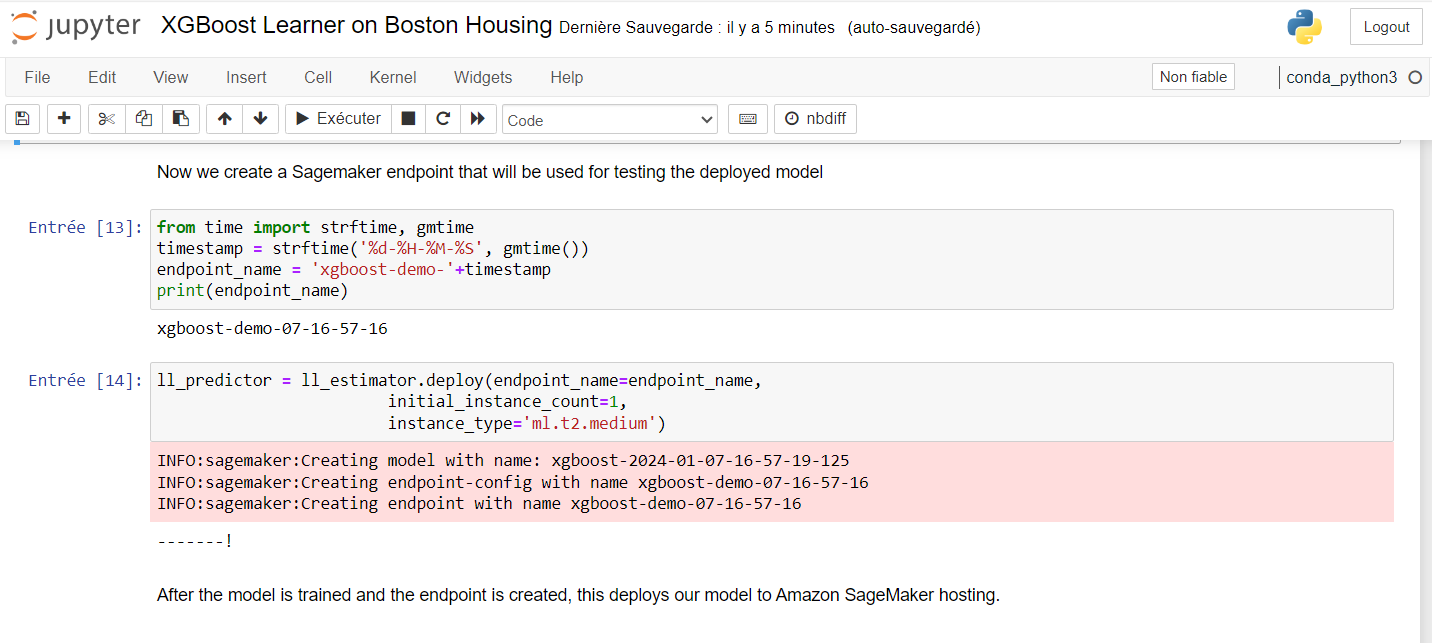 jupyter XGBoost Learner on Boston Housing Dernière Sauvegarde : il y a 5 minutes (auto-sauvegardé) Logout
File Edit View Insert Cell Kernel Widgets Help Non fiable conda_python3
Exécuter Code nbdiff
Now we create a Sagemaker endpoint that will be used for testing the deployed model
Entrée [13]: from time import strftime, gmtime
timestamp = strftime('%d-%H-%M-%S', gmtime())
endpoint_name = 'xgboost-demo-'+timestamp
print(endpoint_name)
xgboost-demo-07-16-57-16
Entrée [14]: ll_predictor = ll_estimator.deploy(endpoint_name=endpoint_name,
initial_instance_count=1,
instance_type='ml.t2.medium')
INFO:sagemaker:Creating model with name: xgboost-2024-01-07-16-57-19-125
INFO:sagemaker:Creating endpoint-config with name xgboost-demo-07-16-57-16
INFO:sagemaker:Creating endpoint with name xgboost-demo-07-16-57-16
-------!
After the model is trained and the endpoint is created, this deploys our model to Amazon SageMaker hosting.